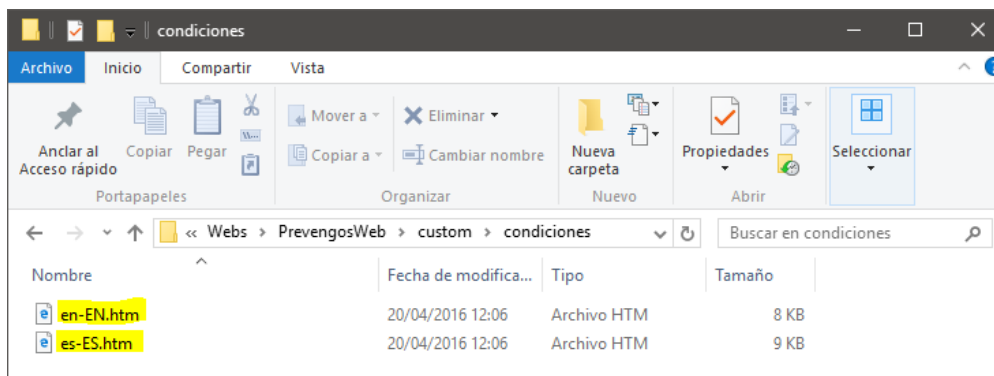 condiciones
Archivo Inicio Compartir Vista
Anclar al Acceso rápido Copiar Pegar Mover a Copiar a Eliminar Cambiar nombre Nueva carpeta Propiedades Seleccionar
Portapapeles Organizar Nuevo Abrir
« Webs > PrevengosWeb > custom > condiciones Buscar en condiciones
Nombre Fecha de modifica... Tipo Tamaño
en-EN.htm 20/04/2016 12:06 Archivo HTM 8 KB
es-ES.htm 20/04/2016 12:06 Archivo HTM 9 KB